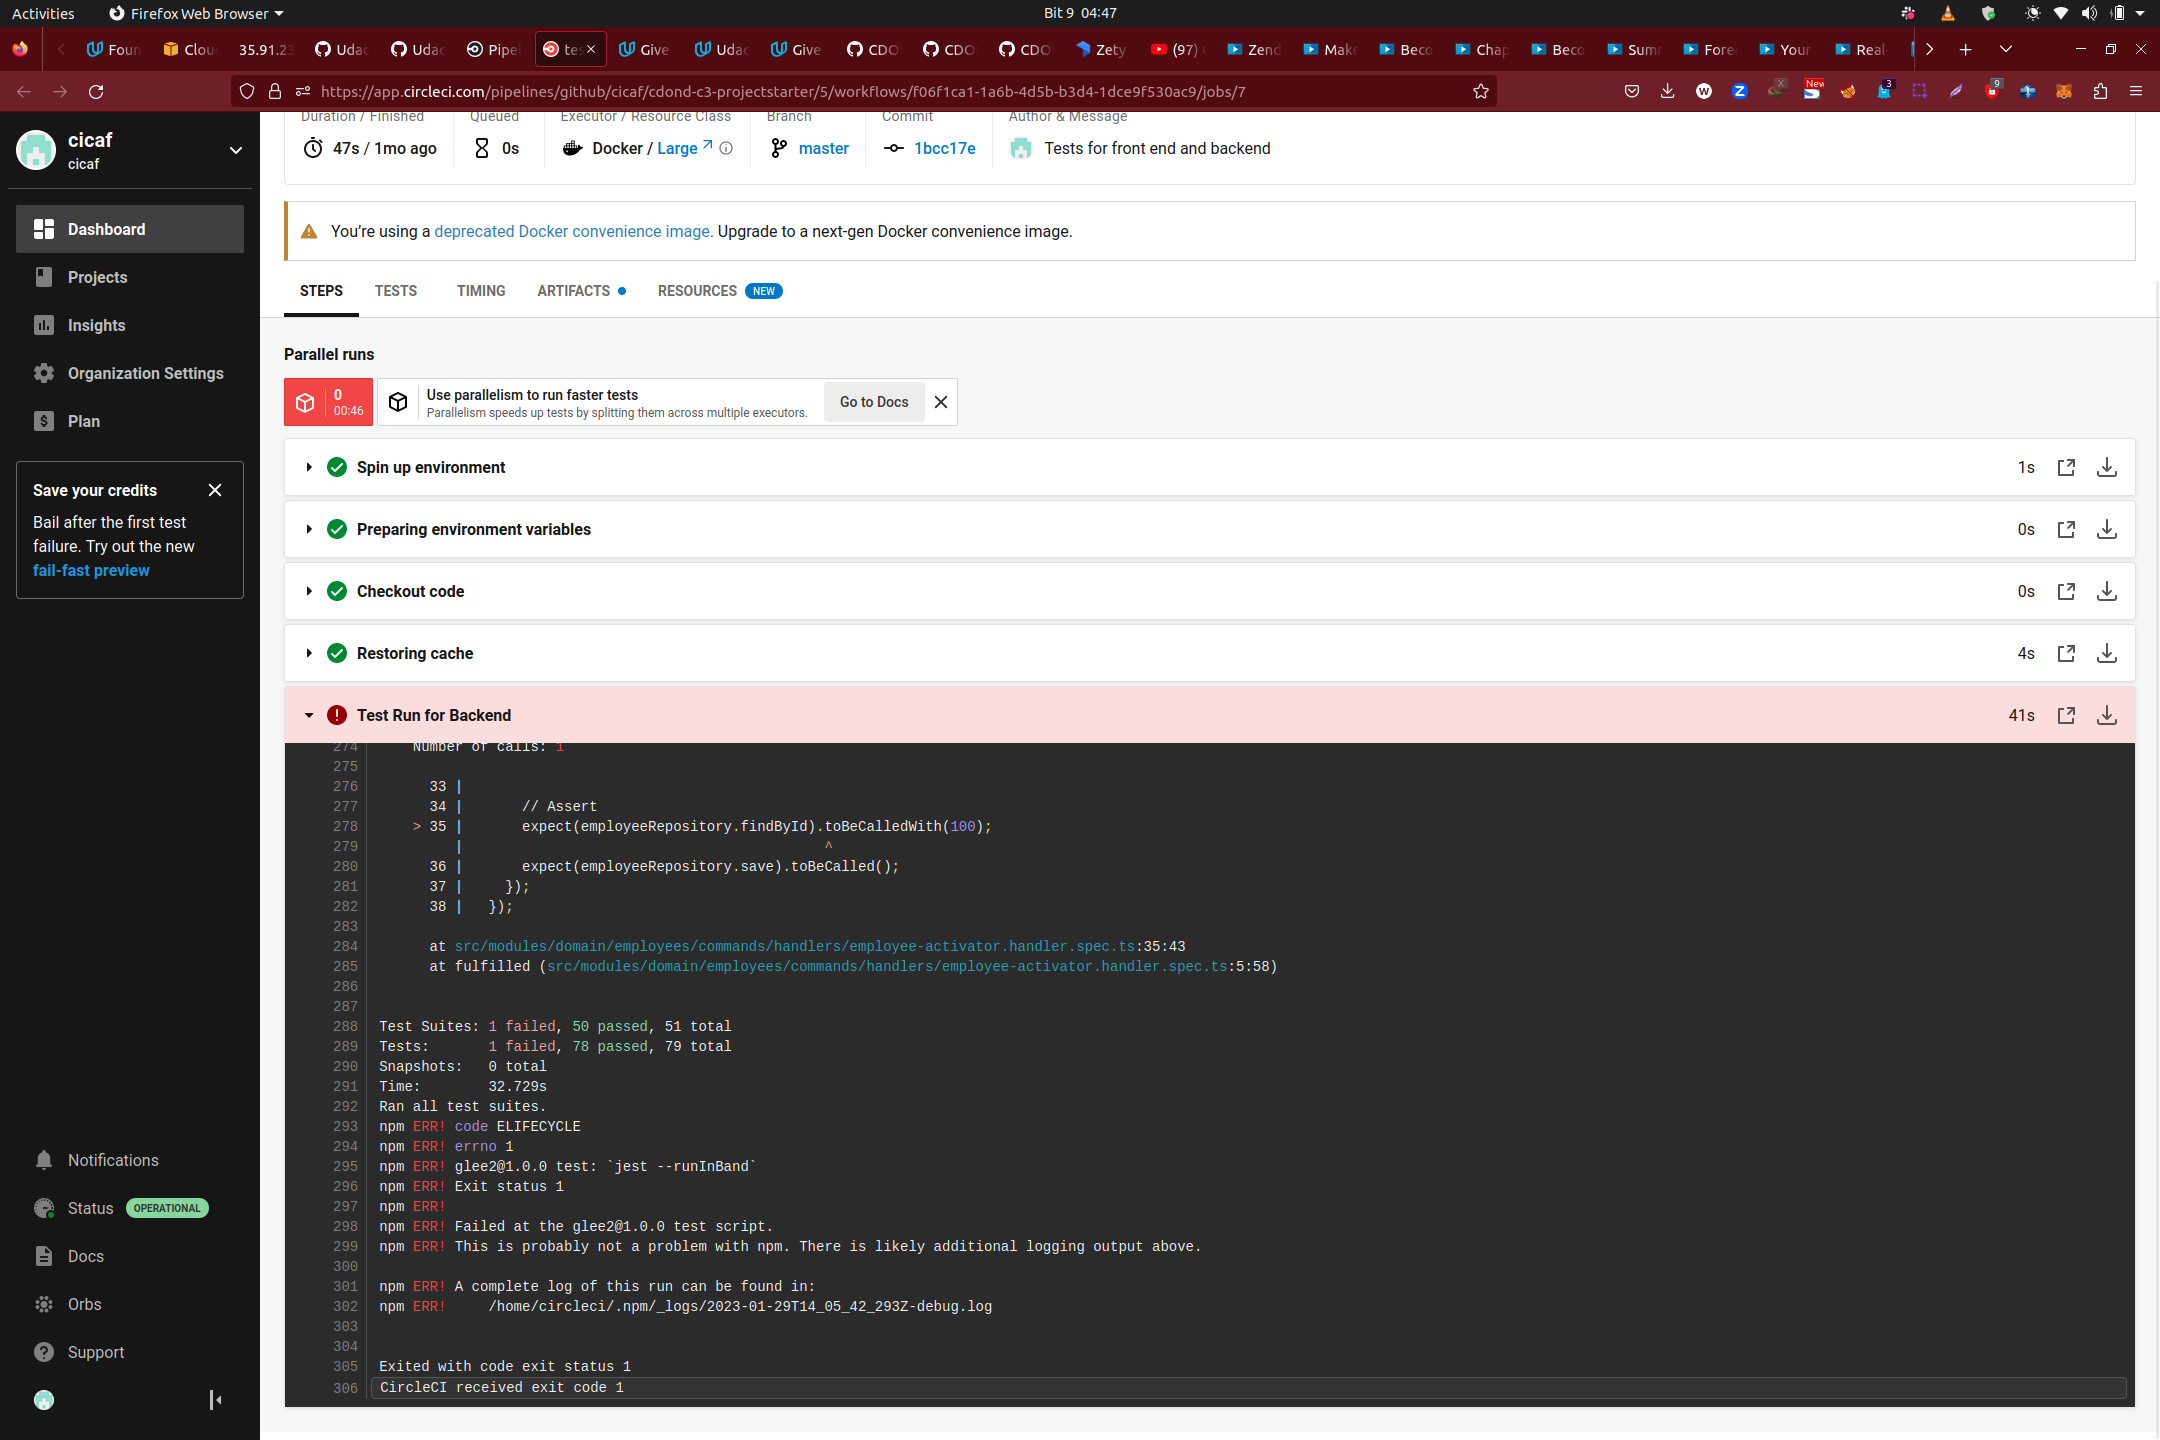 Activities
Firefox Web Browser
Bit 9 04:47
Foun
Clou
35.91.23
Udac
Udac
Pipel
tes
Give
Udac
Give
CDO
CDO
CDO
Zety
(97)
Zend
Make
Beco
Chap
Beco
Sum
Fore
Your
Real-
https://app.circleci.com/pipelines/github/cicaf/cdond-c3-projectstarter/5/workflows/f06f1ca1-1a6b-4d5b-b3d4-1dce9f530ac9/jobs/7
New
3
9
cicaf
cicaf
Dashboard
Projects
Insights
Organization Settings
Plan
Save your credits
Bail after the first test
failure. Try out the new
fail-fast preview
Notifications
Status OPERATIONAL
Docs
Orbs
Support
Duration / Finished
Queued
Executor / Resource Class
Branch
Commit
Author & Message
47s / 1mo ago
0s
Docker / Large
master
1bcc17e
Tests for front end and backend
You’re using a deprecated Docker convenience image. Upgrade to a next-gen Docker convenience image.
STEPS
TESTS
TIMING
ARTIFACTS
RESOURCES NEW
Parallel runs
0
00:46
Use parallelism to run faster tests
Parallelism speeds up tests by splitting them across multiple executors.
Go to Docs
Spin up environment 1s
Preparing environment variables 0s
Checkout code 0s
Restoring cache 4s
Test Run for Backend 41s
274 Number of calls: 1
275
276 33 |
277 34 | // Assert
278 > 35 | expect(employeeRepository.findById).toBeCalledWith(100);
279 | ^
280 36 | expect(employeeRepository.save).toBeCalled();
281 37 | });
282 38 | });
283
284 at src/modules/domain/employees/commands/handlers/employee-activator.handler.spec.ts:35:43
285 at fulfilled (src/modules/domain/employees/commands/handlers/employee-activator.handler.spec.ts:5:58)
286
287
288 Test Suites: 1 failed, 50 passed, 51 total
289 Tests: 1 failed, 78 passed, 79 total
290 Snapshots: 0 total
291 Time: 32.729s
292 Ran all test suites.
293 npm ERR! code ELIFECYCLE
294 npm ERR! errno 1
295 npm ERR! glee2@1.0.0 test: `jest --runInBand`
296 npm ERR! Exit status 1
297 npm ERR!
298 npm ERR! Failed at the glee2@1.0.0 test script.
299 npm ERR! This is probably not a problem with npm. There is likely additional logging output above.
300
301 npm ERR! A complete log of this run can be found in:
302 npm ERR! /home/circleci/.npm/_logs/2023-01-29T14_05_42_293Z-debug.log
303
304
305 Exited with code exit status 1
306 CircleCI received exit code 1